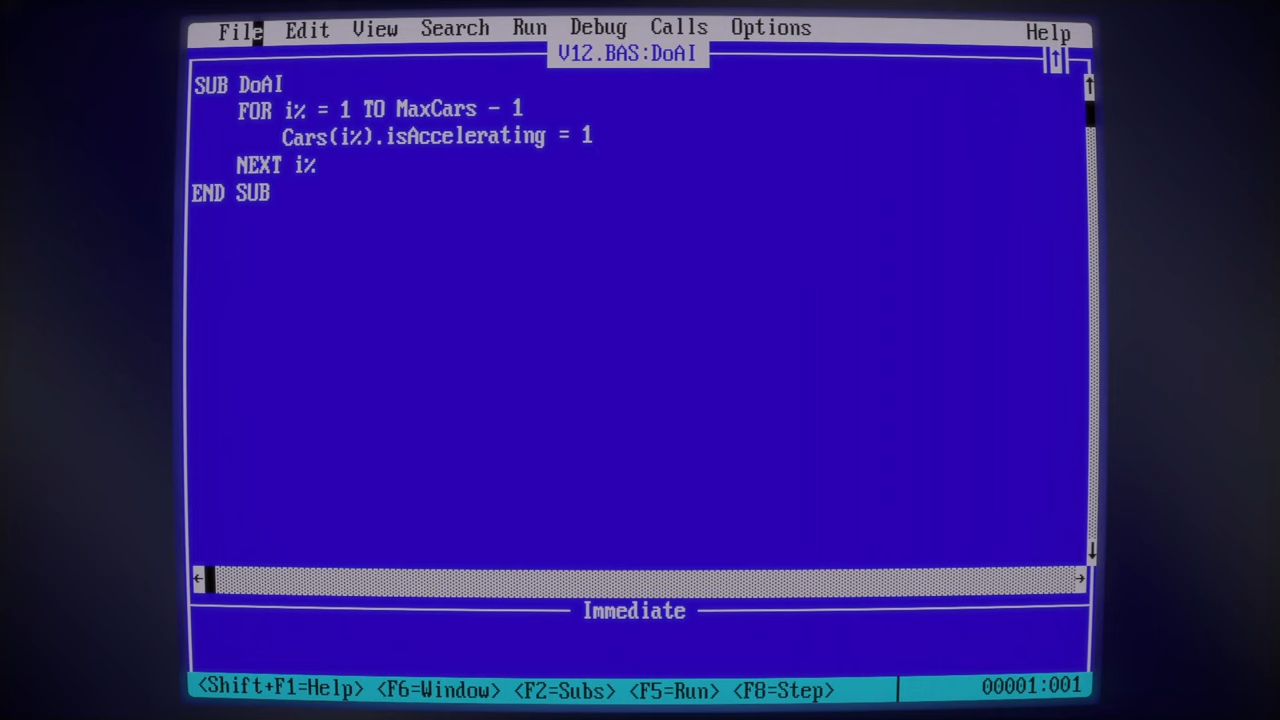 File Edit View Search Run Debug Calls Options Help
V12.BAS:DoAI
SUB DoAI
    FOR i% = 1 TO MaxCars - 1
        Cars(i%).isAccelerating = 1
    NEXT i%
END SUB
Immediate
<Shift+F1=Help> <F6=Window> <F2=Subs> <F5=Run> <F8=Step> 00001:001